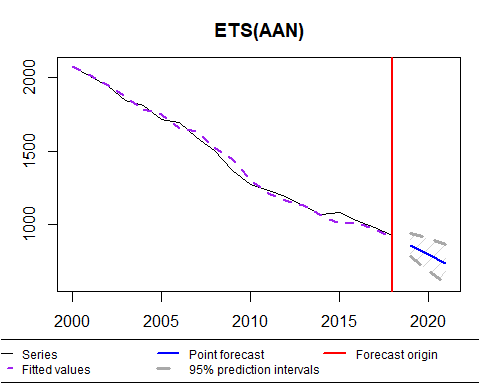 ETS(AAN)
2000
1500
1000
2000 2005 2010 2015 2020
Series Point forecast Forecast origin
Fitted values 95% prediction intervals